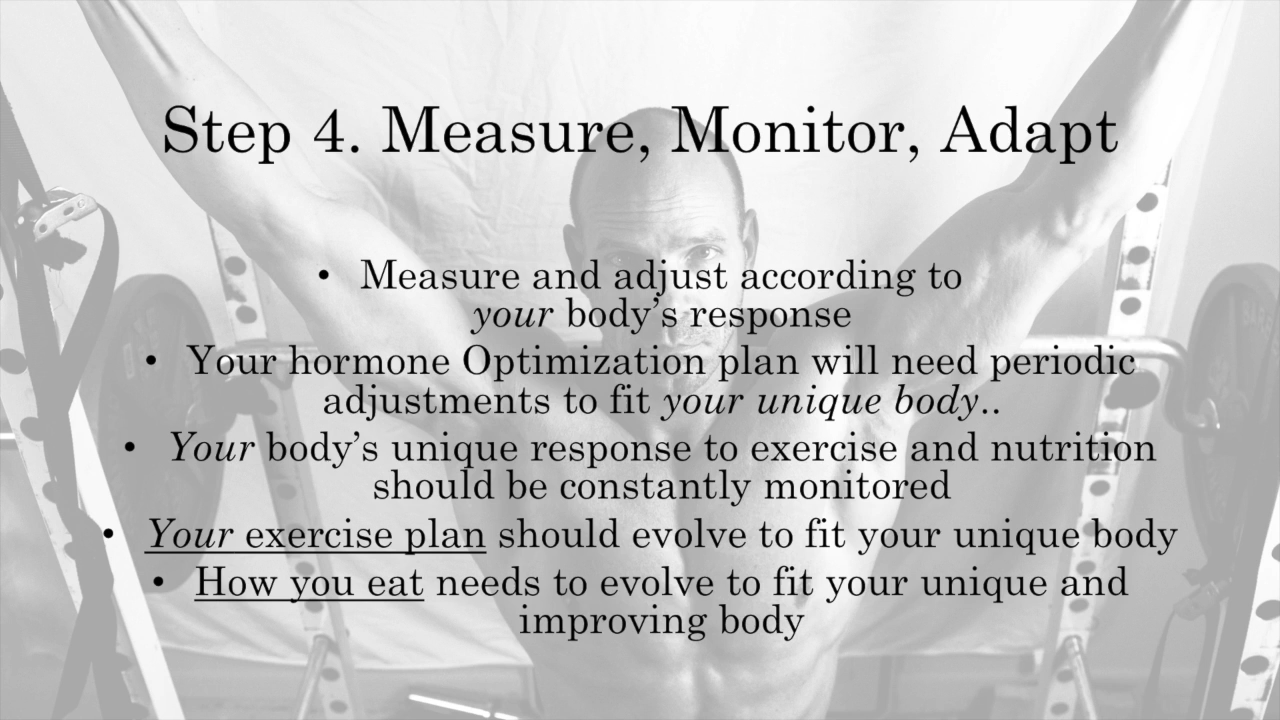 Step 4. Measure, Monitor, Adapt
• Measure and adjust according to
your body’s response
• Your hormone Optimization plan will need periodic
adjustments to fit your unique body..
• Your body’s unique response to exercise and nutrition
should be constantly monitored
• Your exercise plan should evolve to fit your unique body
• How you eat needs to evolve to fit your unique and
improving body